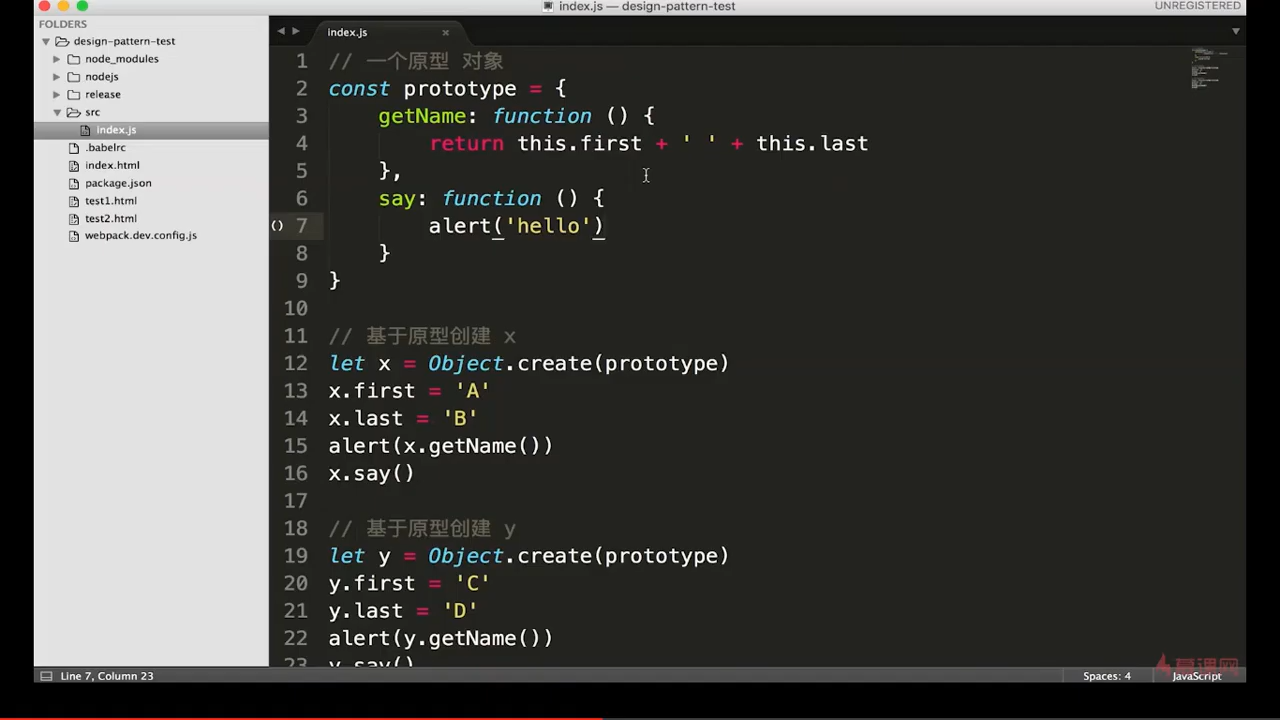 index.js — design-pattern-test
UNREGISTERED
FOLDERS
design-pattern-test
node_modules
nodejs
release
src
index.js
.babelrc
index.html
package.json
test1.html
test2.html
webpack.dev.config.js
index.js
1 // 一个原型 对象
2 const prototype = {
3 getName: function () {
4 return this.first + ' ' + this.last
5 },
6 say: function () {
() 7 alert('hello')
8 }
9 }
10
11 // 基于原型创建 x
12 let x = Object.create(prototype)
13 x.first = 'A'
14 x.last = 'B'
15 alert(x.getName())
16 x.say()
17
18 // 基于原型创建 y
19 let y = Object.create(prototype)
20 y.first = 'C'
21 y.last = 'D'
22 alert(y.getName())
23 y.say()
慕课网
Line 7, Column 23
Spaces: 4
JavaScript